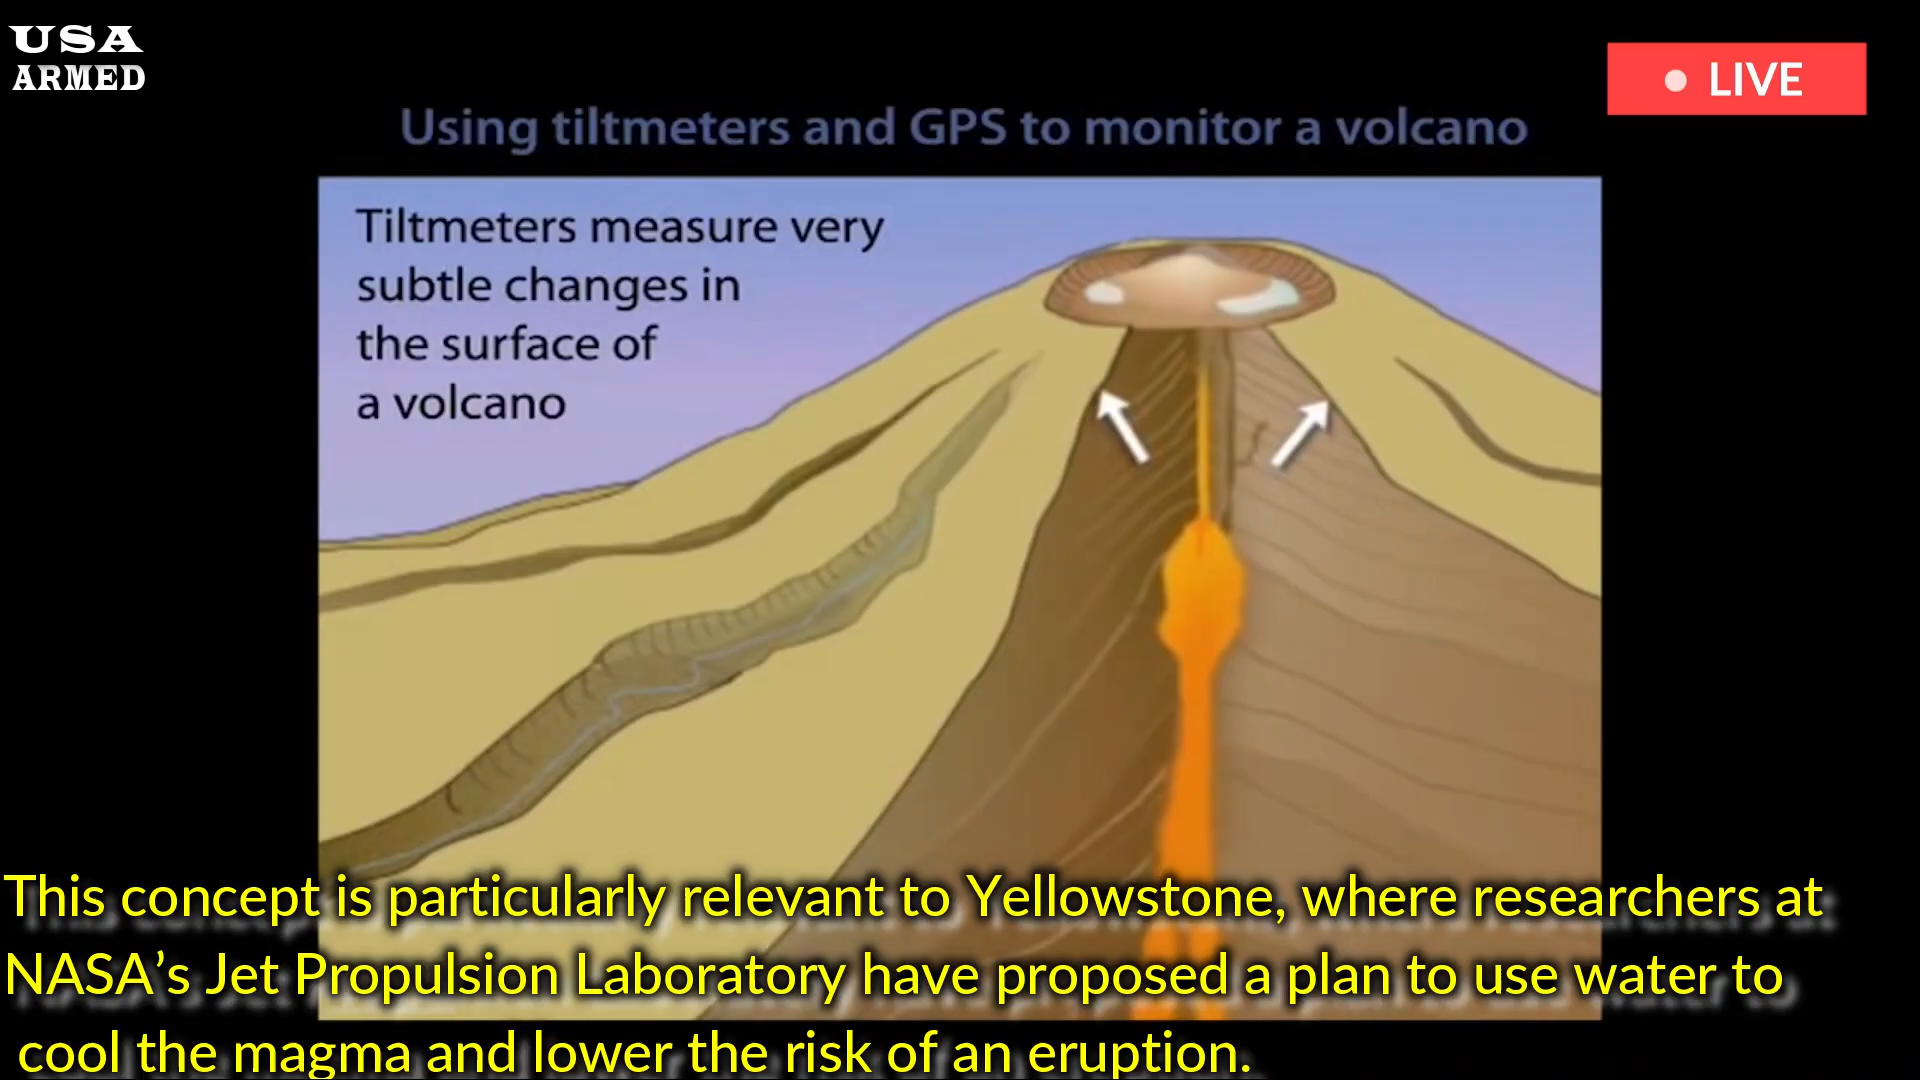 USA
ARMED
LIVE
Using tiltmeters and GPS to monitor a volcano
Tiltmeters measure very
subtle changes in
the surface of
a volcano
This concept is particularly relevant to Yellowstone, where researchers at
NASA’s Jet Propulsion Laboratory have proposed a plan to use water to
cool the magma and lower the risk of an eruption.